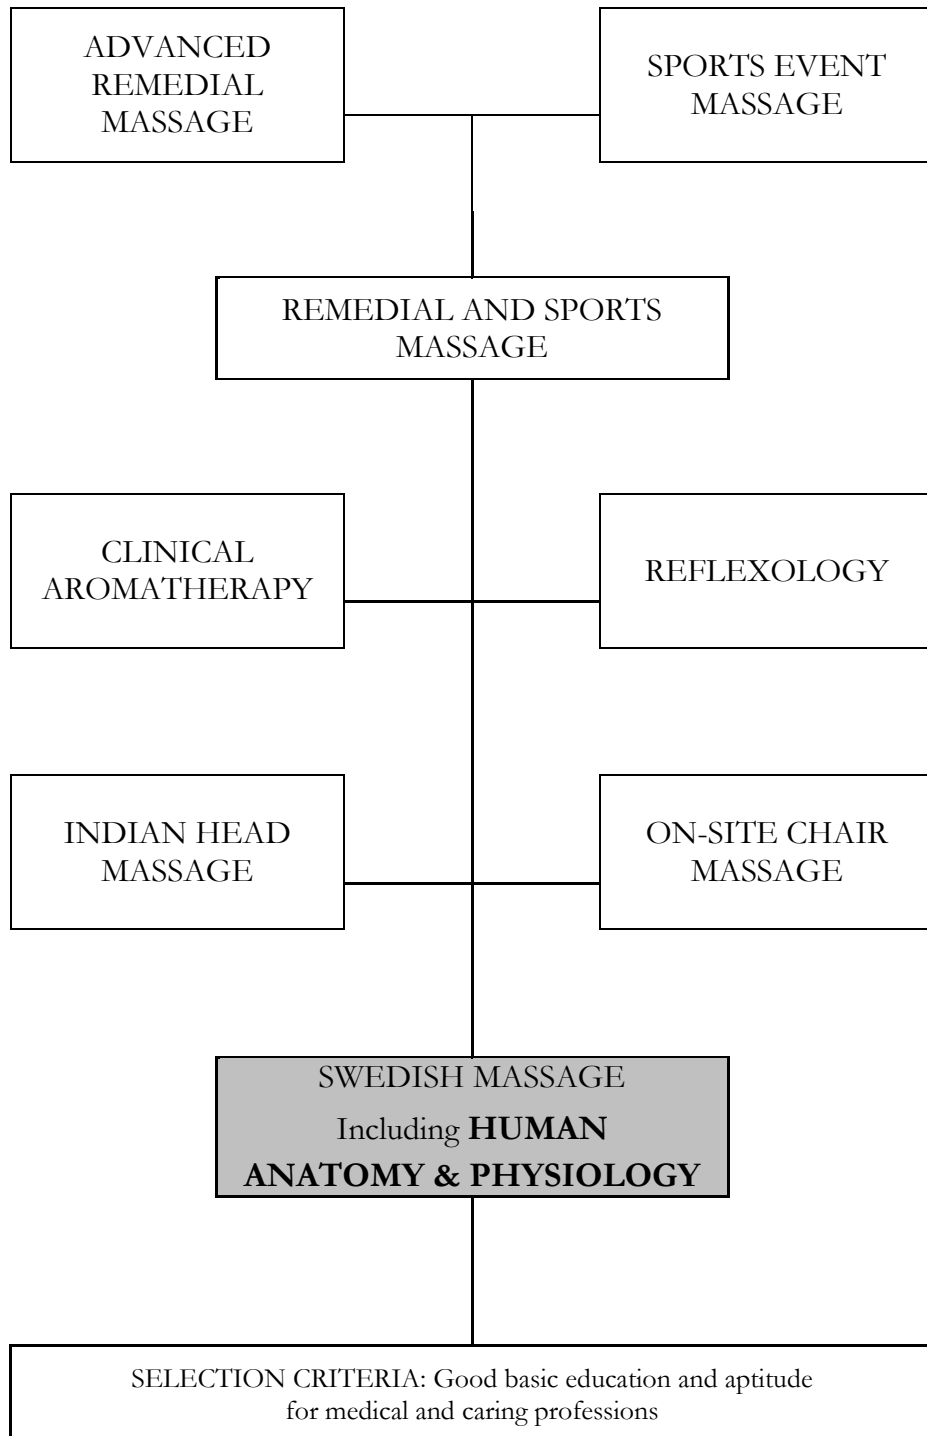 ADVANCED
REMEDIAL
MASSAGE
SPORTS EVENT
MASSAGE
REMEDIAL AND SPORTS
MASSAGE
CLINICAL
AROMATHERAPY
REFLEXOLOGY
INDIAN HEAD
MASSAGE
ON-SITE CHAIR
MASSAGE
SWEDISH MASSAGE
Including HUMAN
ANATOMY & PHYSIOLOGY
SELECTION CRITERIA: Good basic education and aptitude
for medical and caring professions